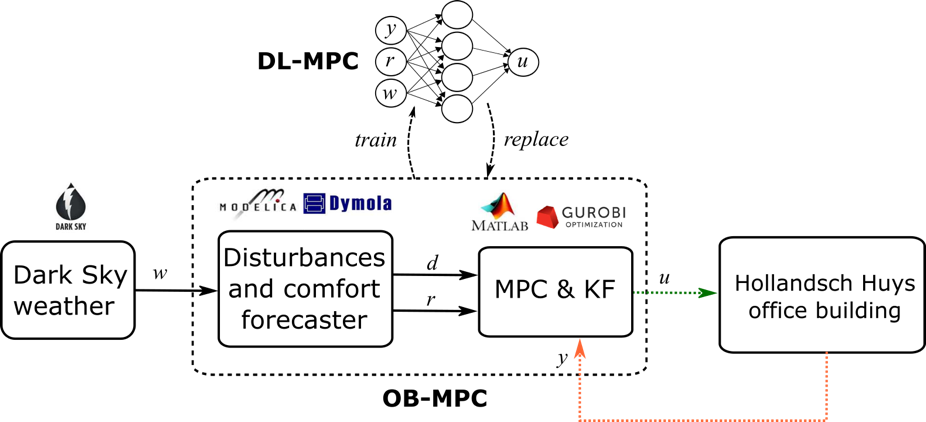 y
r
w
u
DL-MPC
train
replace
DARK SKY
MODELICA
Dymola
MATLAB
GUROBI
OPTIMIZATION
Dark Sky
weather
w
Disturbances
and comfort
forecaster
d
r
MPC & KF
u
Hollandsch Huys
office building
y
OB-MPC